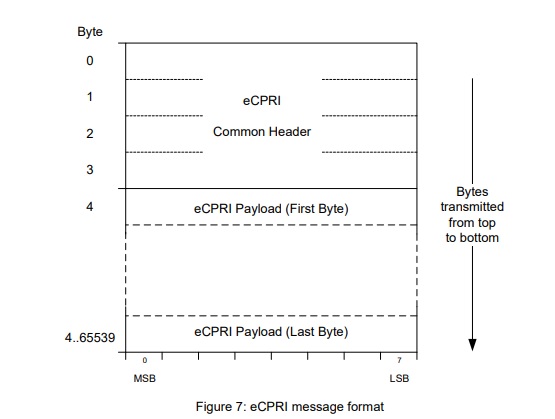 Byte
0
1
eCPRI
2
Common Header
3
4
eCPRI Payload (First Byte)
Bytes
transmitted
from top
to bottom
4..65539
eCPRI Payload (Last Byte)
0
7
MSB
LSB
Figure 7: eCPRI message format